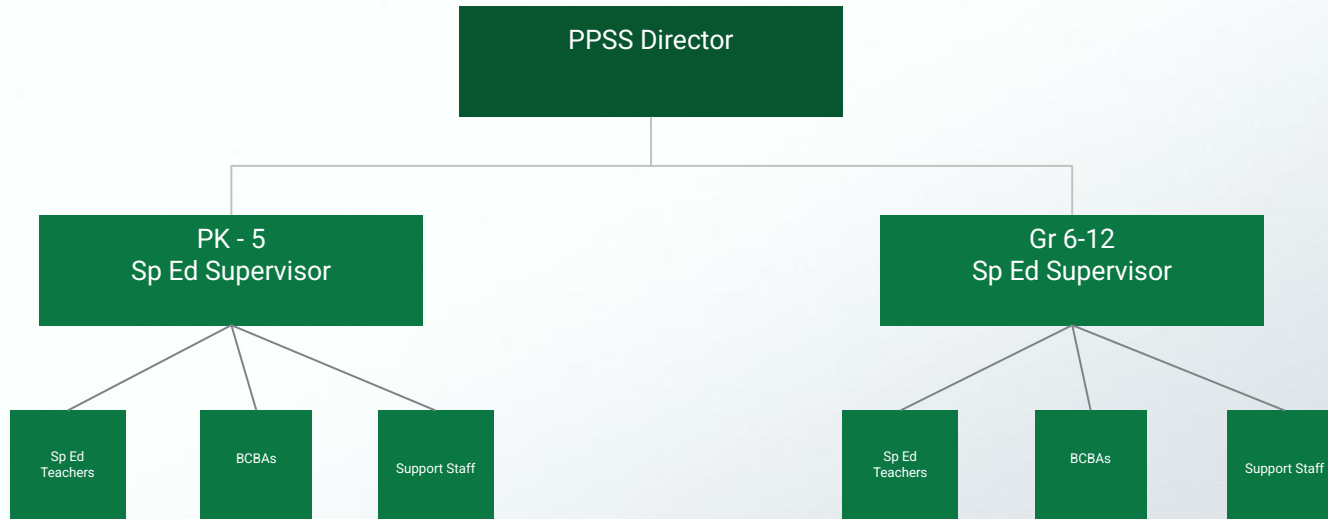 PPSS Director
PK - 5
Sp Ed Supervisor
Gr 6-12
Sp Ed Supervisor
Sp Ed
Teachers
BCBAs
Support Staff
Sp Ed
Teachers
BCBAs
Support Staff